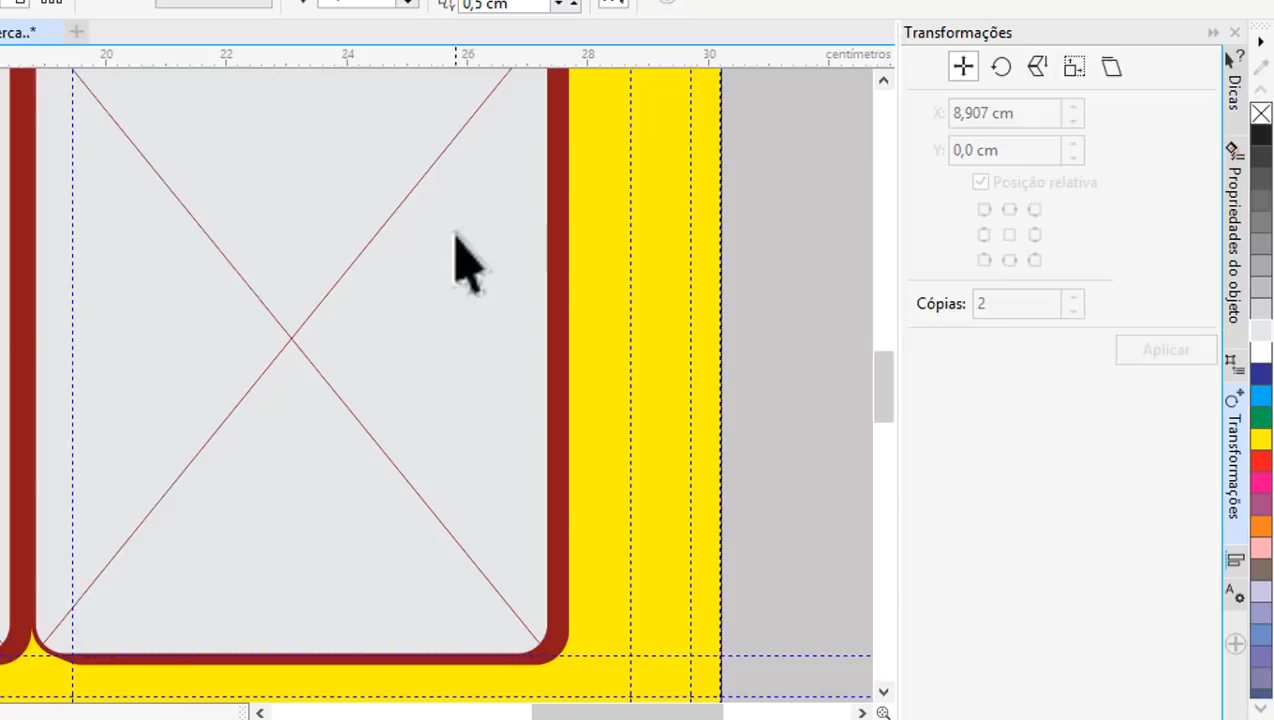 0,5 cm
erca..*
20 22 24 26 28 30 centímetros
Transformações
X: 8,907 cm
Y: 0,0 cm
Posição relativa
Cópias: 2
Aplicar
Dicas
Propriedades do objeto
Transformações